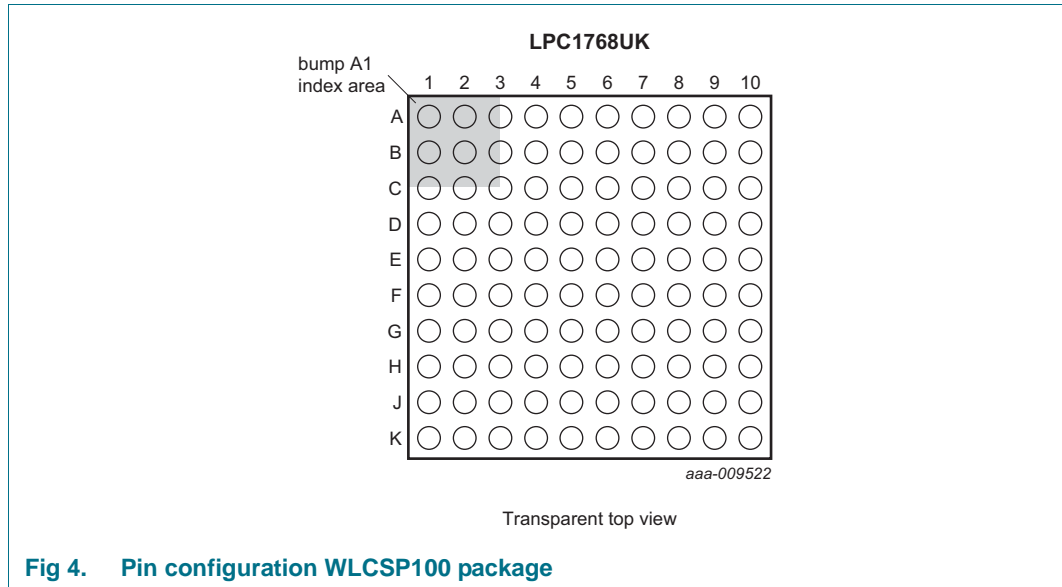 LPC1768UK
bump A1
index area
1 2 3 4 5 6 7 8 9 10
A
B
C
D
E
F
G
H
J
K
aaa-009522
Transparent top view
Fig 4. Pin configuration WLCSP100 package